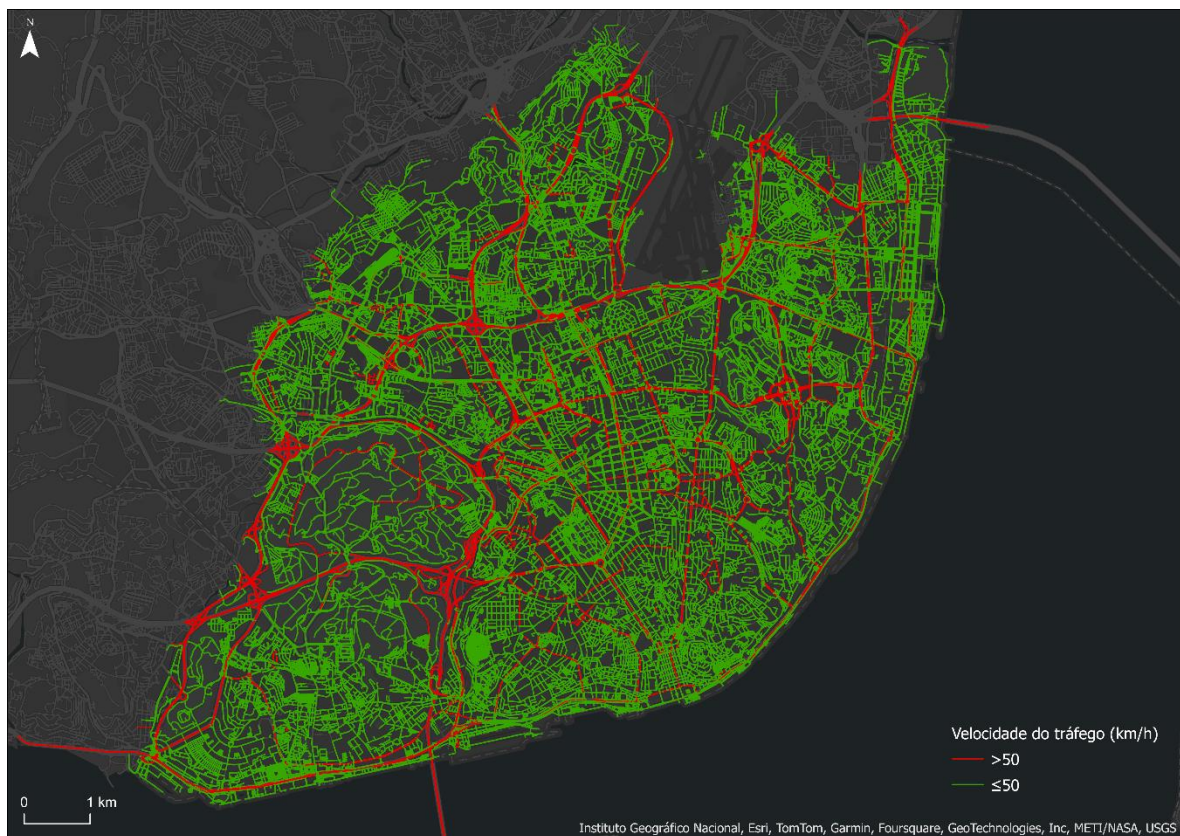 N
Velocidade do tráfego (km/h)
>50
≤50
0 1 km
Instituto Geográfico Nacional, Esri, TomTom, Garmin, Foursquare, GeoTechnologies, Inc, METI/NASA, USGS